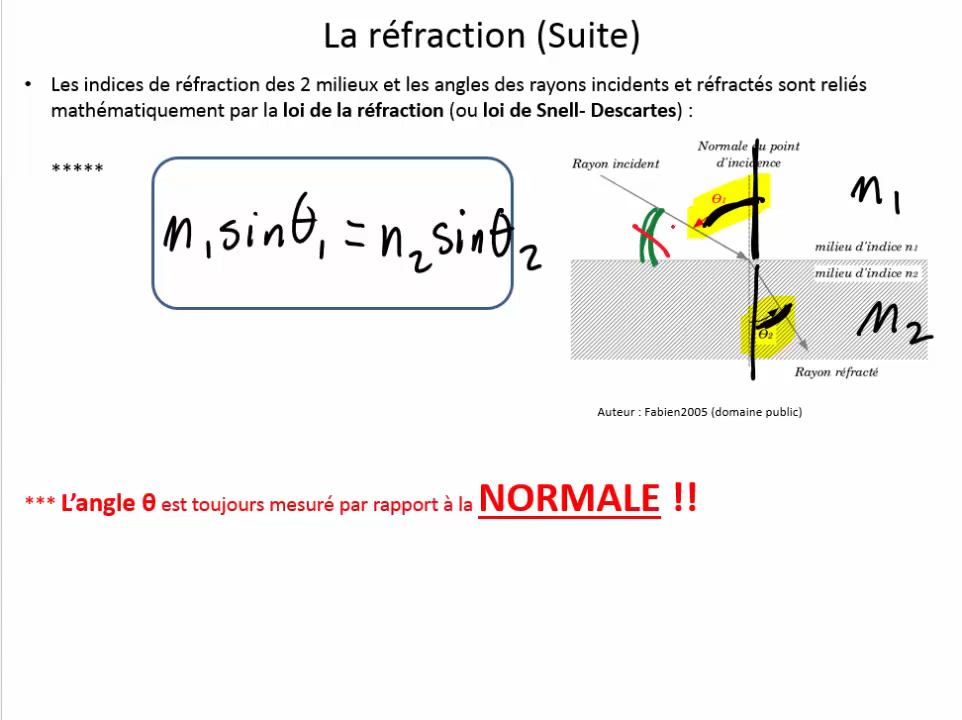 La réfraction (Suite)
• Les indices de réfraction des 2 milieux et les angles des rayons incidents et réfractés sont reliés
mathématiquement par la loi de la réfraction (ou loi de Snell- Descartes) :
*****
n₁sinθ₁ = n₂sinθ₂
Normale au point
d'incidence
Rayon incident
θ₁
n₁
milieu d'indice n₁
milieu d'indice n₂
n₂
θ₂
Rayon réfracté
Auteur : Fabien2005 (domaine public)
*** L'angle θ est toujours mesuré par rapport à la NORMALE !!